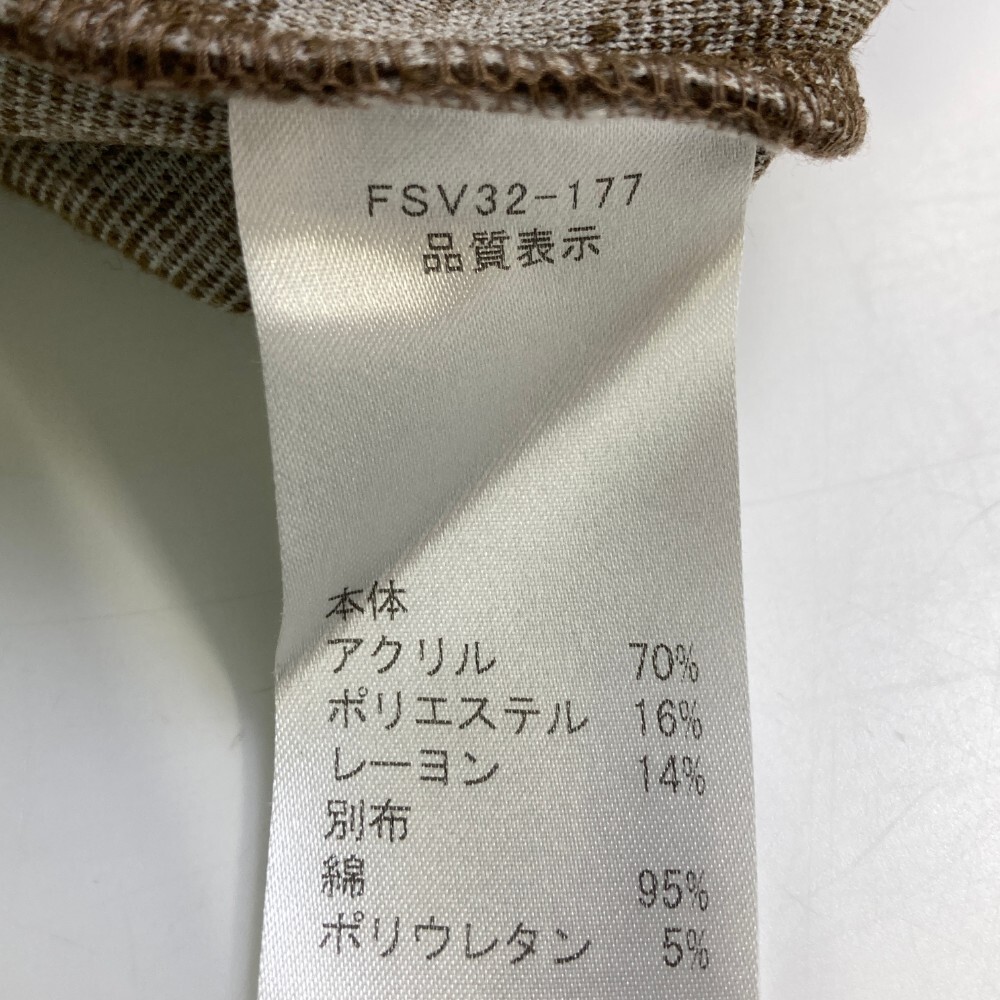 FSV32-177
品質表示
本体
アクリル 70%
ポリエステル 16%
レーヨン 14%
別布
綿 95%
ポリウレタン 5%